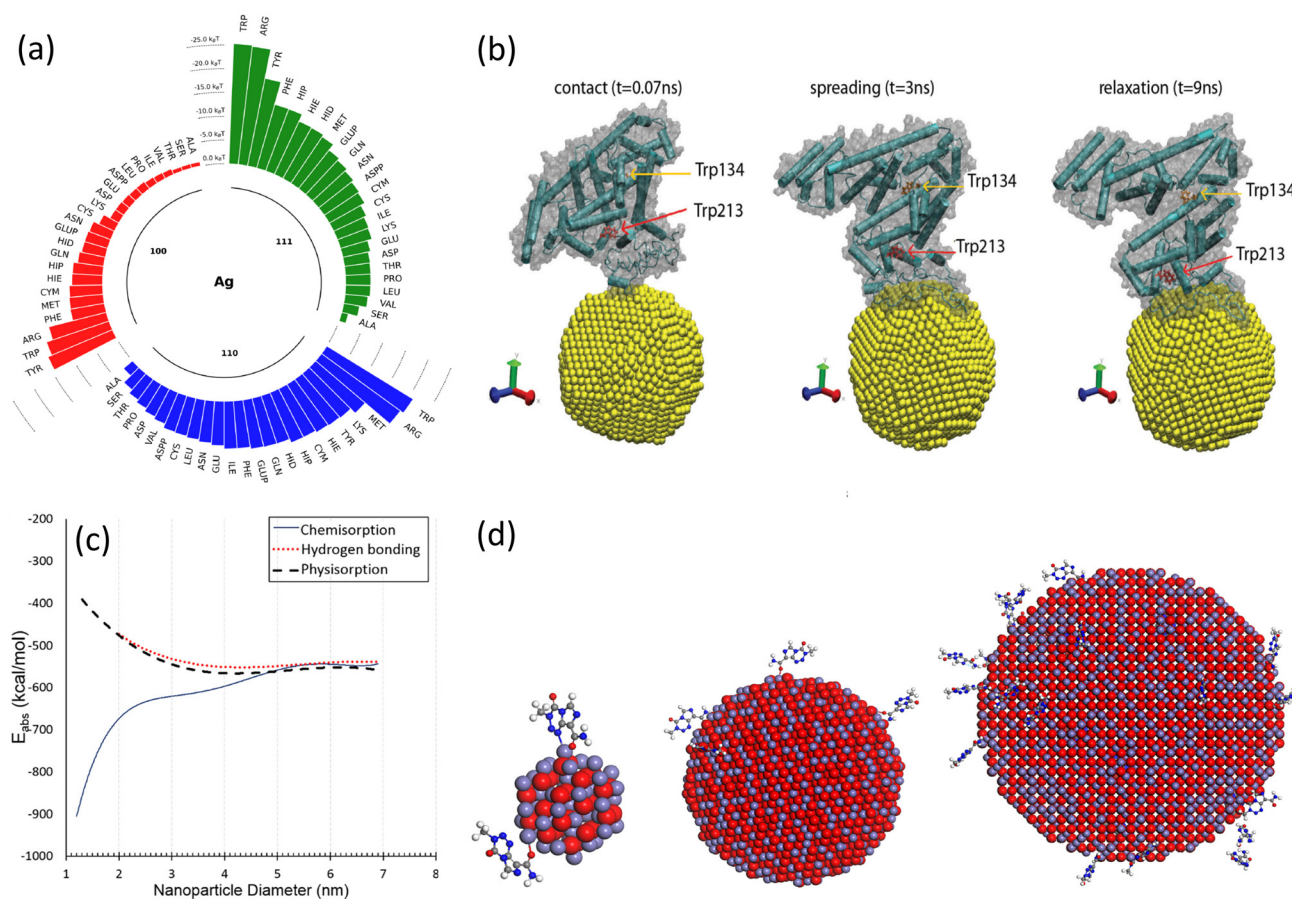 (a)
-25.0 kBT
-20.0 kBT
-15.0 kBT
-10.0 kBT
-5.0 kBT
0.0 kBT
TRP
ARG
TYR
PHE
HIP
HIE
HID
MET
GLUP
GLN
ASN
ASPP
CYM
CYS
ILE
LYS
GLU
ASP
THR
PRO
LEU
VAL
SER
ALA
111
TRP
ARG
MET
LYS
TYR
HIE
CYM
HIP
HID
GLN
GLUP
PHE
ILE
GLU
ASN
LEU
CYS
ASPP
VAL
ASP
PRO
THR
SER
ALA
110
TYR
TRP
ARG
PHE
MET
CYM
HIE
HIP
GLN
HID
GLUP
ASN
CYS
LYS
ASP
GLU
ASPP
LEU
PRO
ILE
VAL
THR
SER
ALA
100
Ag
(b)
contact (t=0.07ns)
spreading (t=3ns)
relaxation (t=9ns)
Trp134
Trp213
Trp134
Trp213
Trp134
Trp213
(c)
Chemisorption
Hydrogen bonding
Physisorption
-200
-300
-400
-500
-600
-700
-800
-900
-1000
Eabs (kcal/mol)
1 2 3 4 5 6 7 8
Nanoparticle Diameter (nm)
(d)